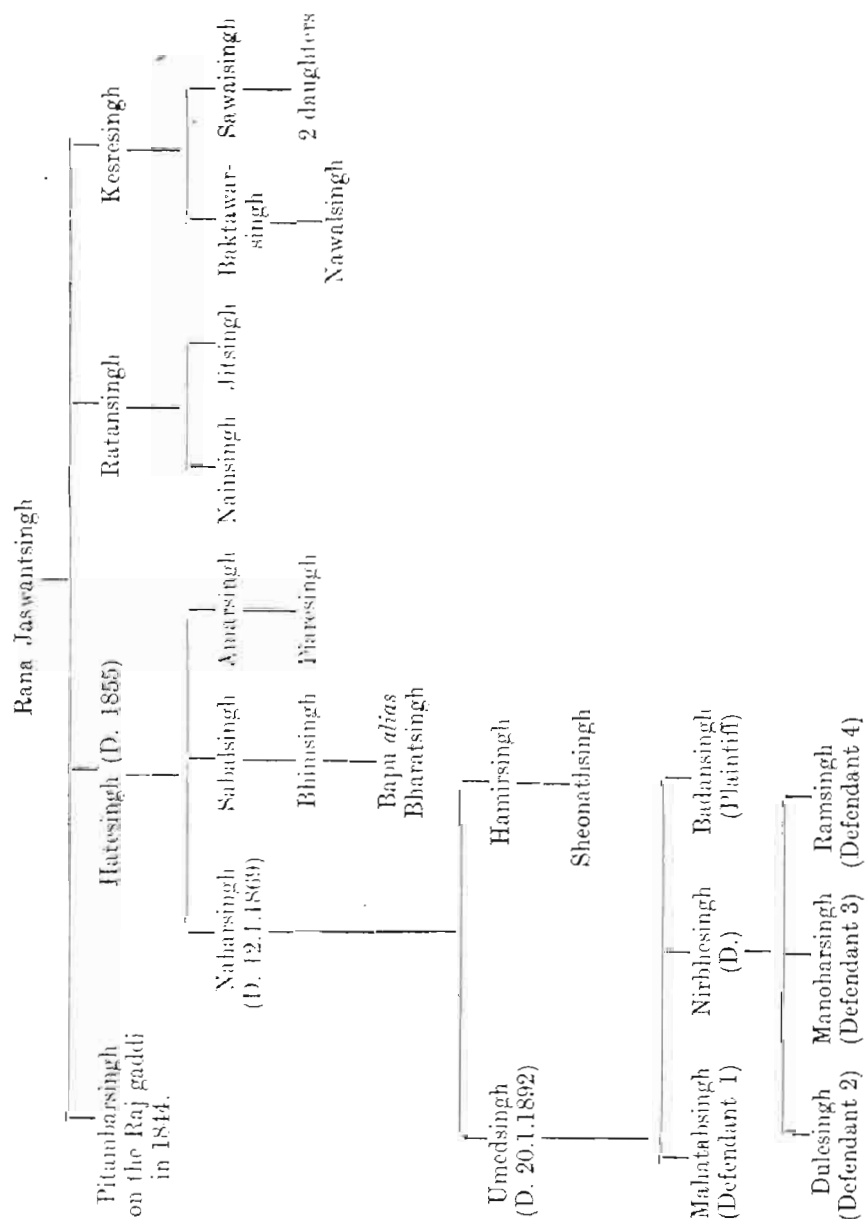 Rana Jaswantsingh
Pitambarsingh
on the Raj gaddi
in 1844.
Hatesingh (D. 1855)
Ratansingh
Kesresingh
Naharsingh
(D. 12.1.1869)
Sabalsingh
Amarsingh
Nainsingh
Jitsingh
Baktawar-
singh
Sawaisingh
Bhimsingh
Piaresingh
Nawalsingh
2 daughters
Bapu alias
Bharatsingh
Umedsingh
(D. 20.1.1892)
Hamirsingh
Sheonathsingh
Mahatabsingh
(Defendant 1)
Nirbhesingh
(D.)
Badansingh
(Plaintiff)
Dulesingh
(Defendant 2)
Manoharsingh
(Defendant 3)
Ramsingh
(Defendant 4)